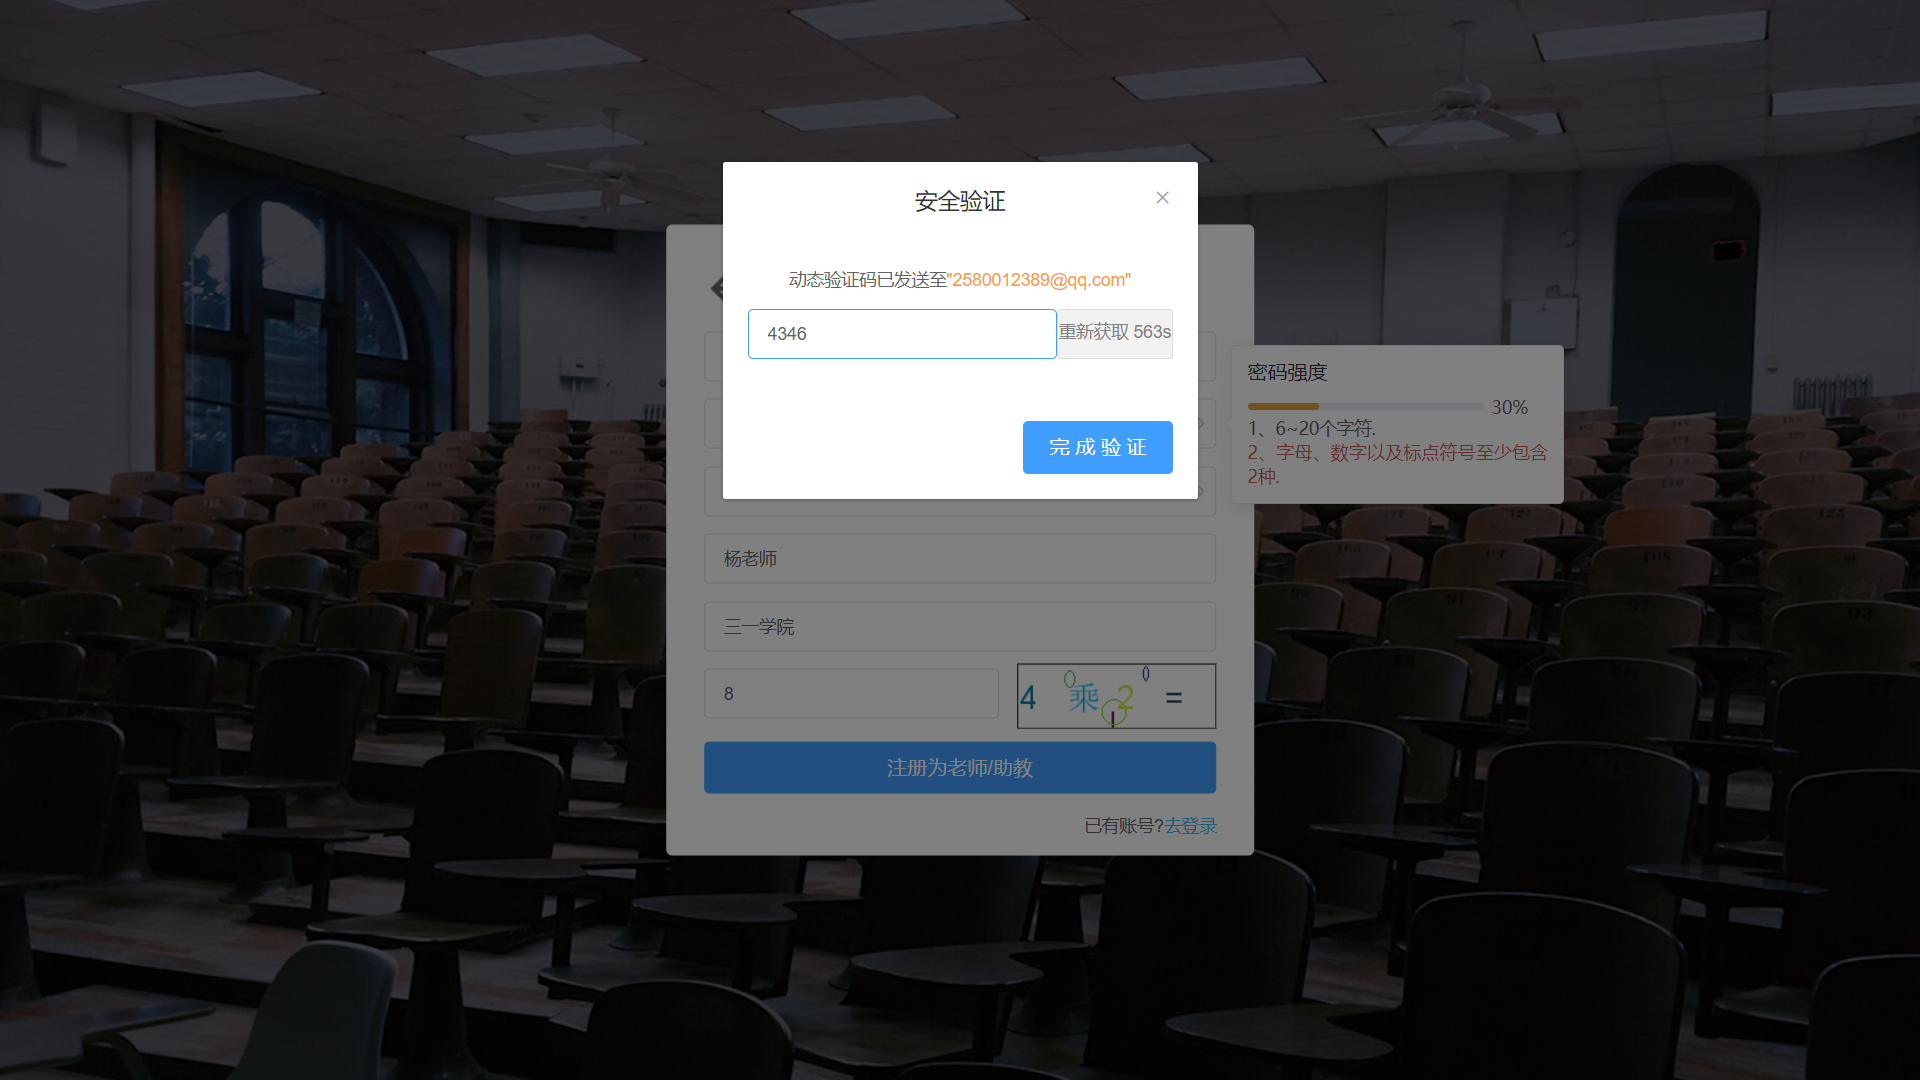 安全验证
动态验证码已发送至"2580012389@qq.com"
4346
重新获取 563s
完成验证
密码强度
30%
1、6~20个字符.
2、字母、数字以及标点符号至少包含
2种.
杨老师
三一学院
8
4 乘 2 =
注册为老师/助教
已有账号?去登录